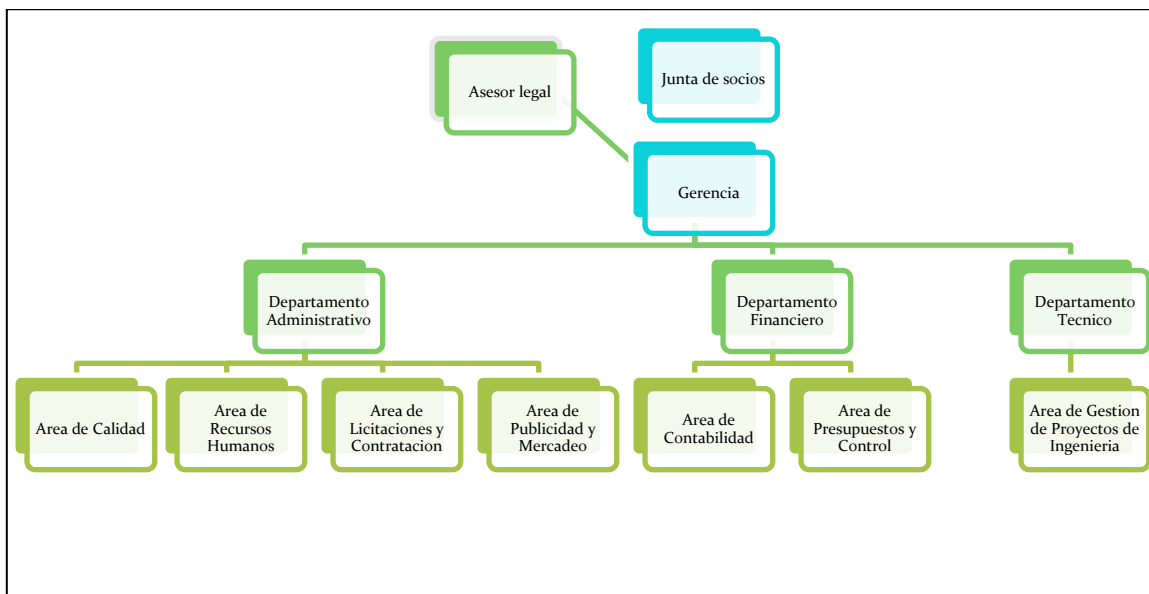 Asesor legal
Junta de socios
Gerencia
Departamento
Administrativo
Departamento
Financiero
Departamento
Tecnico
Area de Calidad
Area de
Recursos
Humanos
Area de
Licitaciones y
Contratacion
Area de
Publicidad y
Mercadeo
Area de
Contabilidad
Area de
Presupuestos y
Control
Area de Gestion
de Proyectos de
Ingenieria